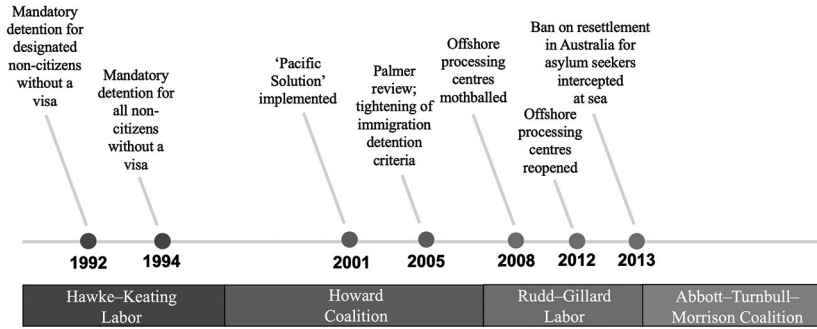 Mandatory
detention for
designated
non-citizens
without a
visa
Mandatory
detention for
all non-
citizens
without a
visa
‘Pacific
Solution’
implemented
Palmer
review;
tightening of
immigration
detention
criteria
Offshore
processing
centres
mothballed
Offshore
processing
centres
reopened
Ban on resettlement
in Australia for
asylum seekers
intercepted
at sea
1992
1994
2001
2005
2008
2012
2013
Hawke–Keating
Labor
Howard
Coalition
Rudd–Gillard
Labor
Abbott–Turnbull–
Morrison Coalition